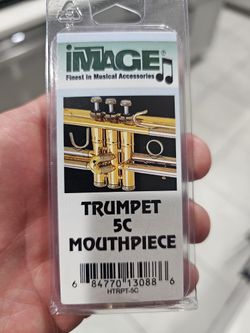 iMAGE
Finest in Musical Accessories
TRUMPET
5C
MOUTHPIECE
6 84770 13088 6
HTRPT-5C